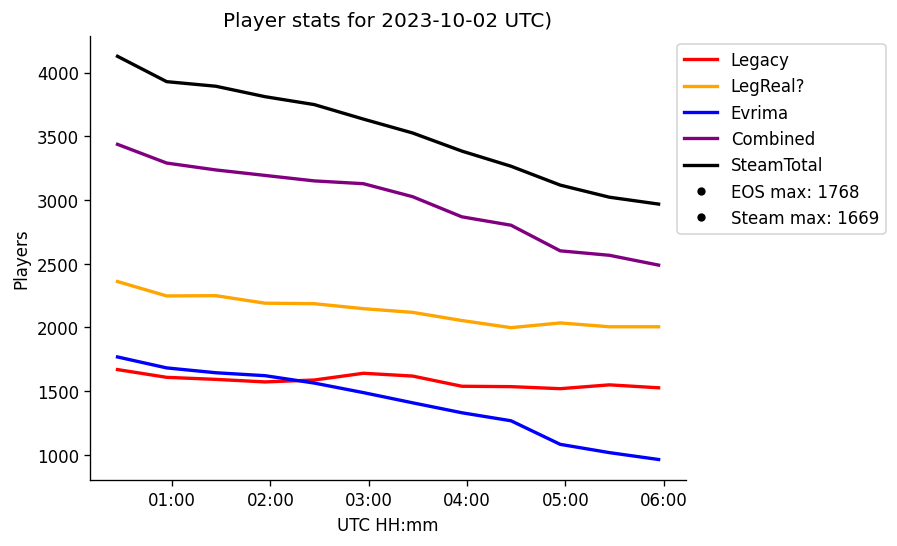 Player stats for 2023-10-02 UTC)
Players
4000
3500
3000
2500
2000
1500
1000
01:00 02:00 03:00 04:00 05:00 06:00
UTC HH:mm
Legacy
LegReal?
Evrima
Combined
SteamTotal
EOS max: 1768
Steam max: 1669